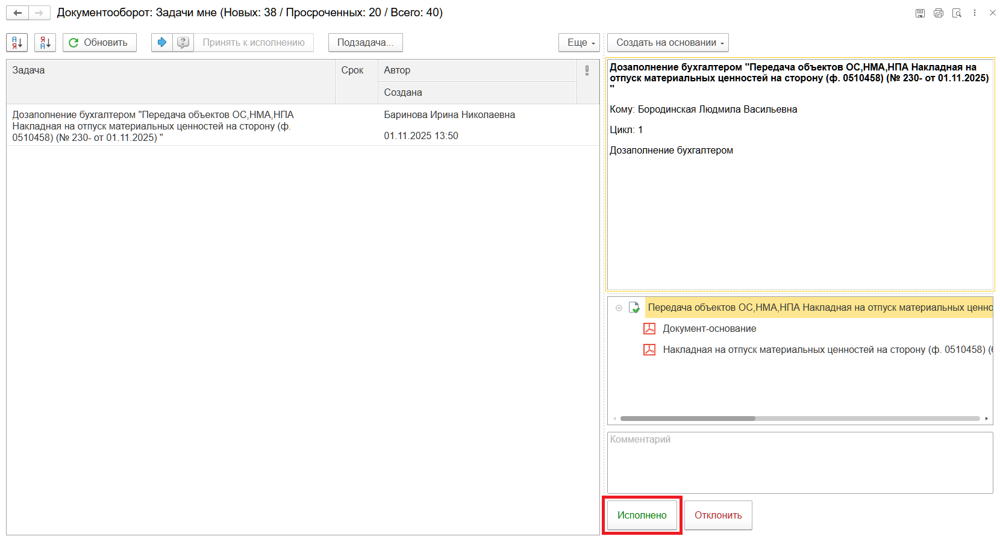 Документооборот: Задачи мне (Новых: 38 / Просроченных: 20 / Всего: 40)
Обновить
Принять к исполнению
Подзадача...
Еще
Создать на основании
Задача
Срок
Автор
Создана
Дозаполнение бухгалтером "Передача объектов ОС,НМА,НПА
Накладная на отпуск материальных ценностей на сторону (ф.
0510458) (№ 230- от 01.11.2025) "
Баринова Ирина Николаевна
01.11.2025 13:50
Дозаполнение бухгалтером "Передача объектов ОС,НМА,НПА Накладная на
отпуск материальных ценностей на сторону (ф. 0510458) (№ 230- от 01.11.2025)
"
Кому: Бородинская Людмила Васильевна
Цикл: 1
Дозаполнение бухгалтером
Передача объектов ОС,НМА,НПА Накладная на отпуск материальных ценно
Документ-основание
Накладная на отпуск материальных ценностей на сторону (ф. 0510458) (
Комментарий
Исполнено
Отклонить